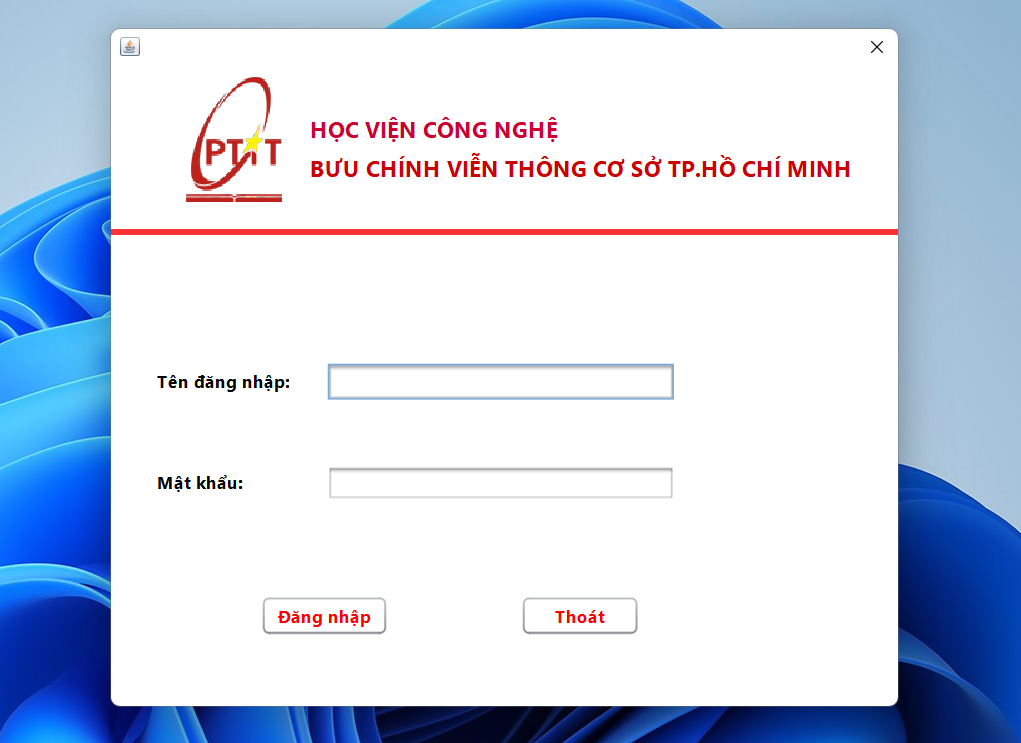 PTIT
HỌC VIỆN CÔNG NGHỆ
BƯU CHÍNH VIỄN THÔNG CƠ SỞ TP.HỒ CHÍ MINH
Tên đăng nhập:
Mật khẩu:
Đăng nhập
Thoát